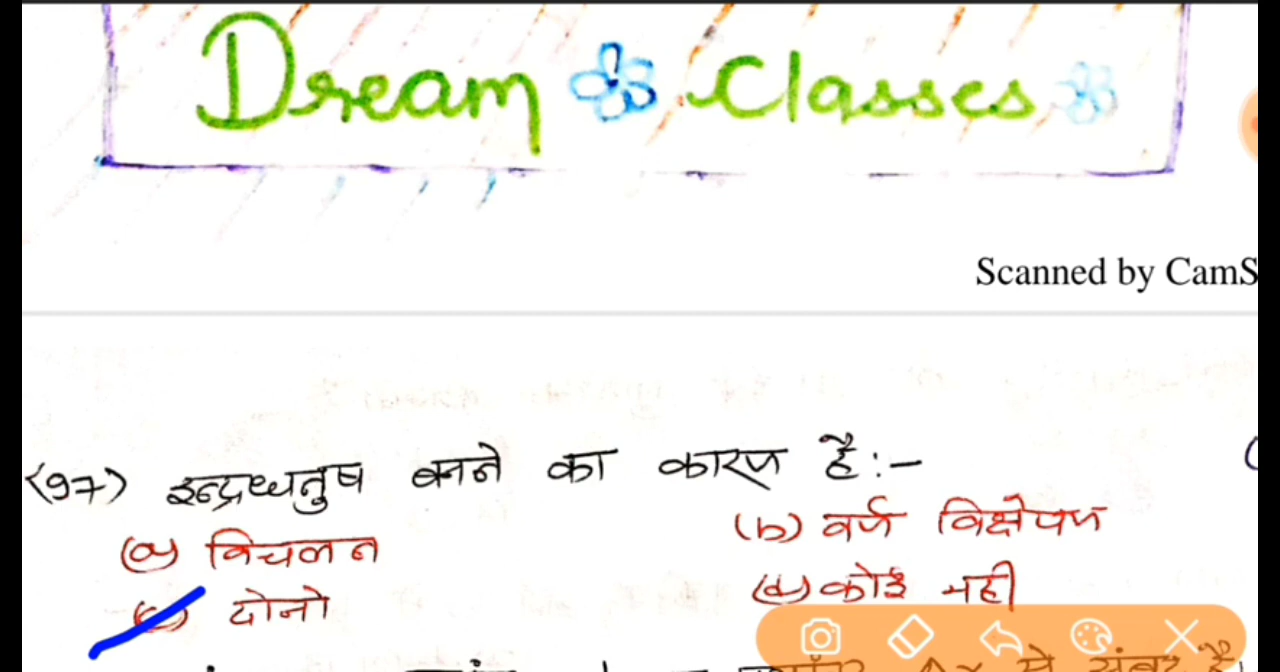 Dream Classes
Scanned by CamS
(97) इन्द्रधनुष बनने का कारण है:-
(a) विचलन (b) वर्ण विक्षेपण
(c) दोनो (d) कोई नही